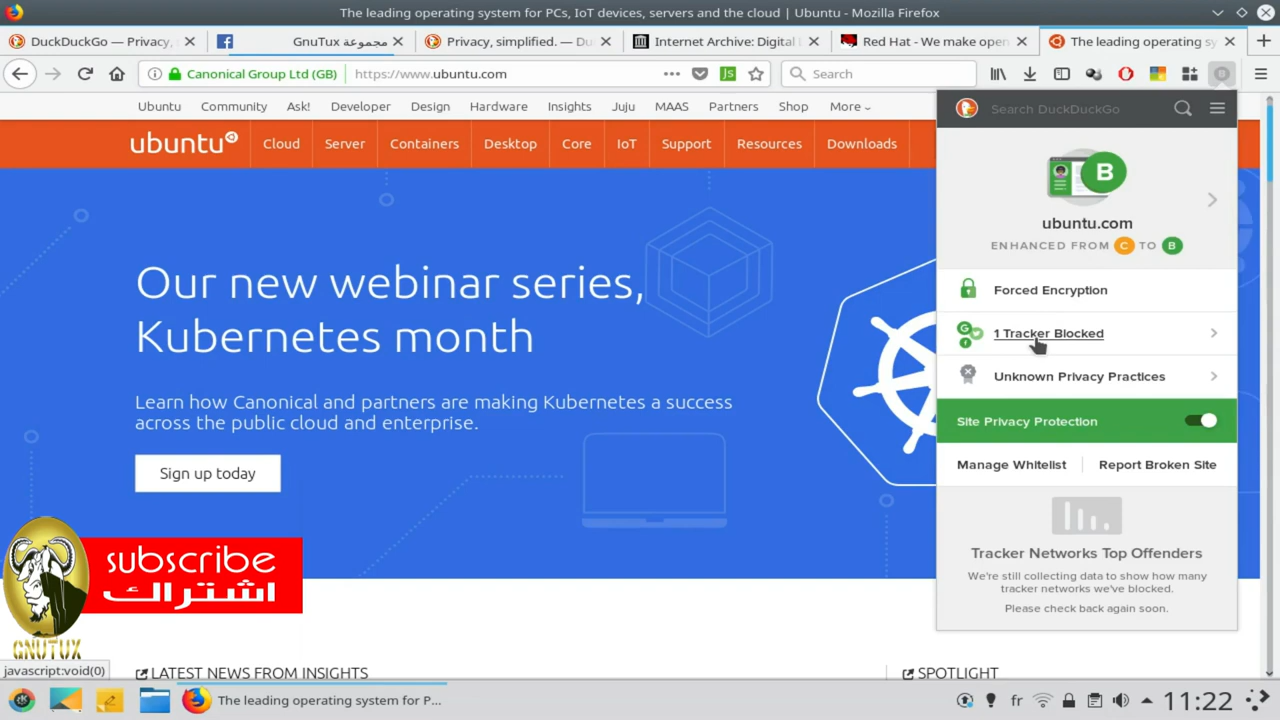 The leading operating system for PCs, IoT devices, servers and the cloud | Ubuntu - Mozilla Firefox
DuckDuckGo — Privacy,
GnuTux مجموعة
Privacy, simplified. — Du
Internet Archive: Digital
Red Hat - We make open
The leading operating sy
Canonical Group Ltd (GB)
https://www.ubuntu.com
JS
Search
Ubuntu
Community
Ask!
Developer
Design
Hardware
Insights
Juju
MAAS
Partners
Shop
More
ubuntu
Cloud
Server
Containers
Desktop
Core
IoT
Support
Resources
Downloads
Our new webinar series,
Kubernetes month
Learn how Canonical and partners are making Kubernetes a success
across the public cloud and enterprise.
Sign up today
Search DuckDuckGo
B
ubuntu.com
ENHANCED FROM C TO B
Forced Encryption
1 Tracker Blocked
Unknown Privacy Practices
Site Privacy Protection
Manage Whitelist
Report Broken Site
Tracker Networks Top Offenders
We're still collecting data to show how many
tracker networks we've blocked.
Please check back again soon.
subscribe
اشتراك
GNUTUX
javascript:void(0)
LATEST NEWS FROM INSIGHTS
SPOTLIGHT
The leading operating system for P...
fr
11:22